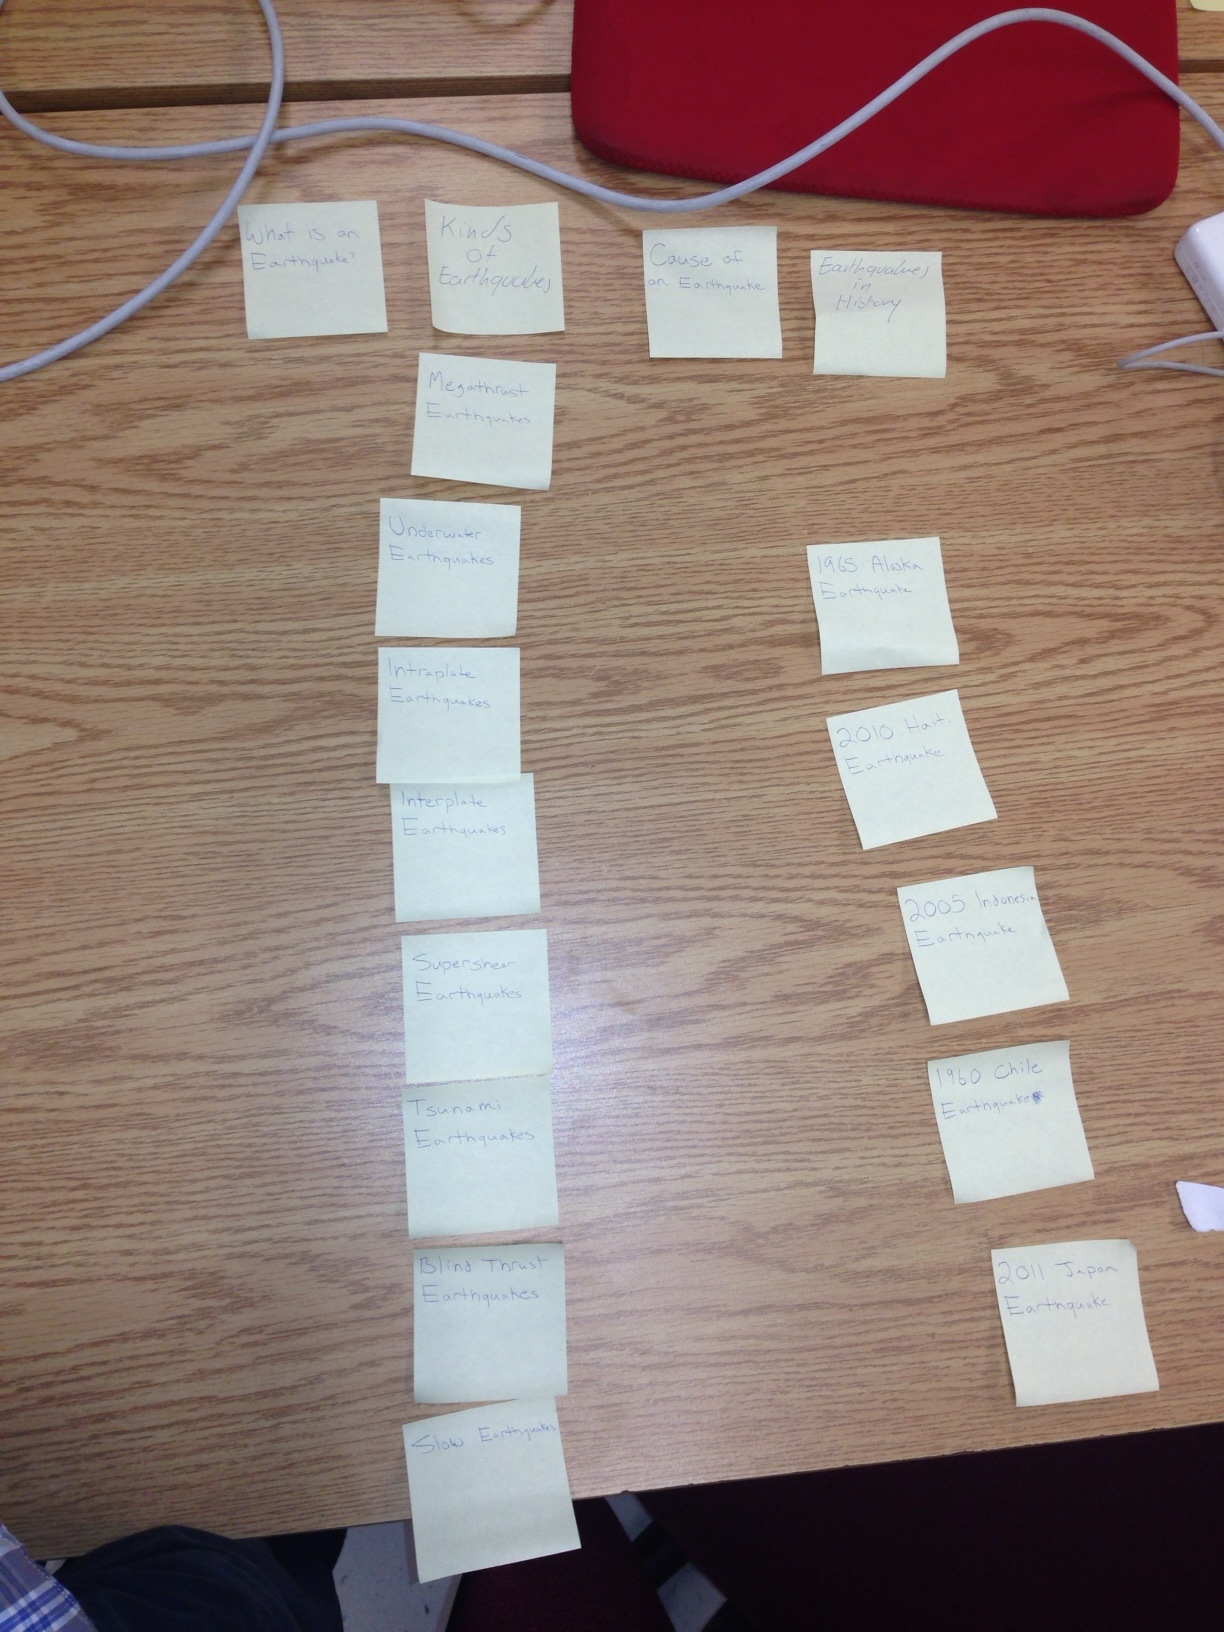 What is an
Earthquake?
Kinds
of
Earthquakes
Cause of
an Earthquake
Earthquakes
in
History
Megathrust
Earthquakes
Underwater
Earthquakes
Intraplate
Earthquakes
Interplate
Earthquakes
Supershear
Earthquakes
Tsunami
Earthquakes
Blind Thrust
Earthquakes
Slow Earthquakes
1965 Alaska
Earthquake
2010 Haiti
Earthquake
2005 Indonesia
Earthquake
1960 Chile
Earthquake
2011 Japan
Earthquake